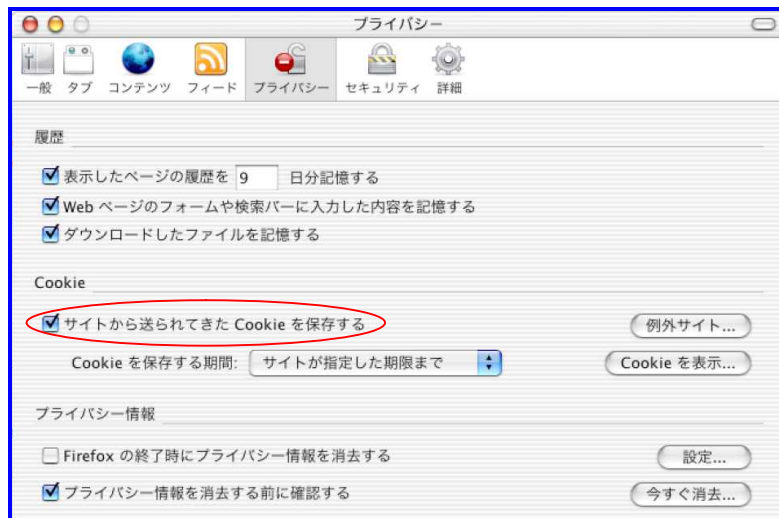 プライバシー
一般 タブ コンテンツ フィード プライバシー セキュリティ 詳細
履歴
表示したページの履歴を 9 日分記憶する
Web ページのフォームや検索バーに入力した内容を記憶する
ダウンロードしたファイルを記憶する
Cookie
サイトから送られてきた Cookie を保存する 例外サイト...
Cookie を保存する期間: サイトが指定した期限まで Cookie を表示...
プライバシー情報
Firefox の終了時にプライバシー情報を消去する 設定...
プライバシー情報を消去する前に確認する 今すぐ消去...